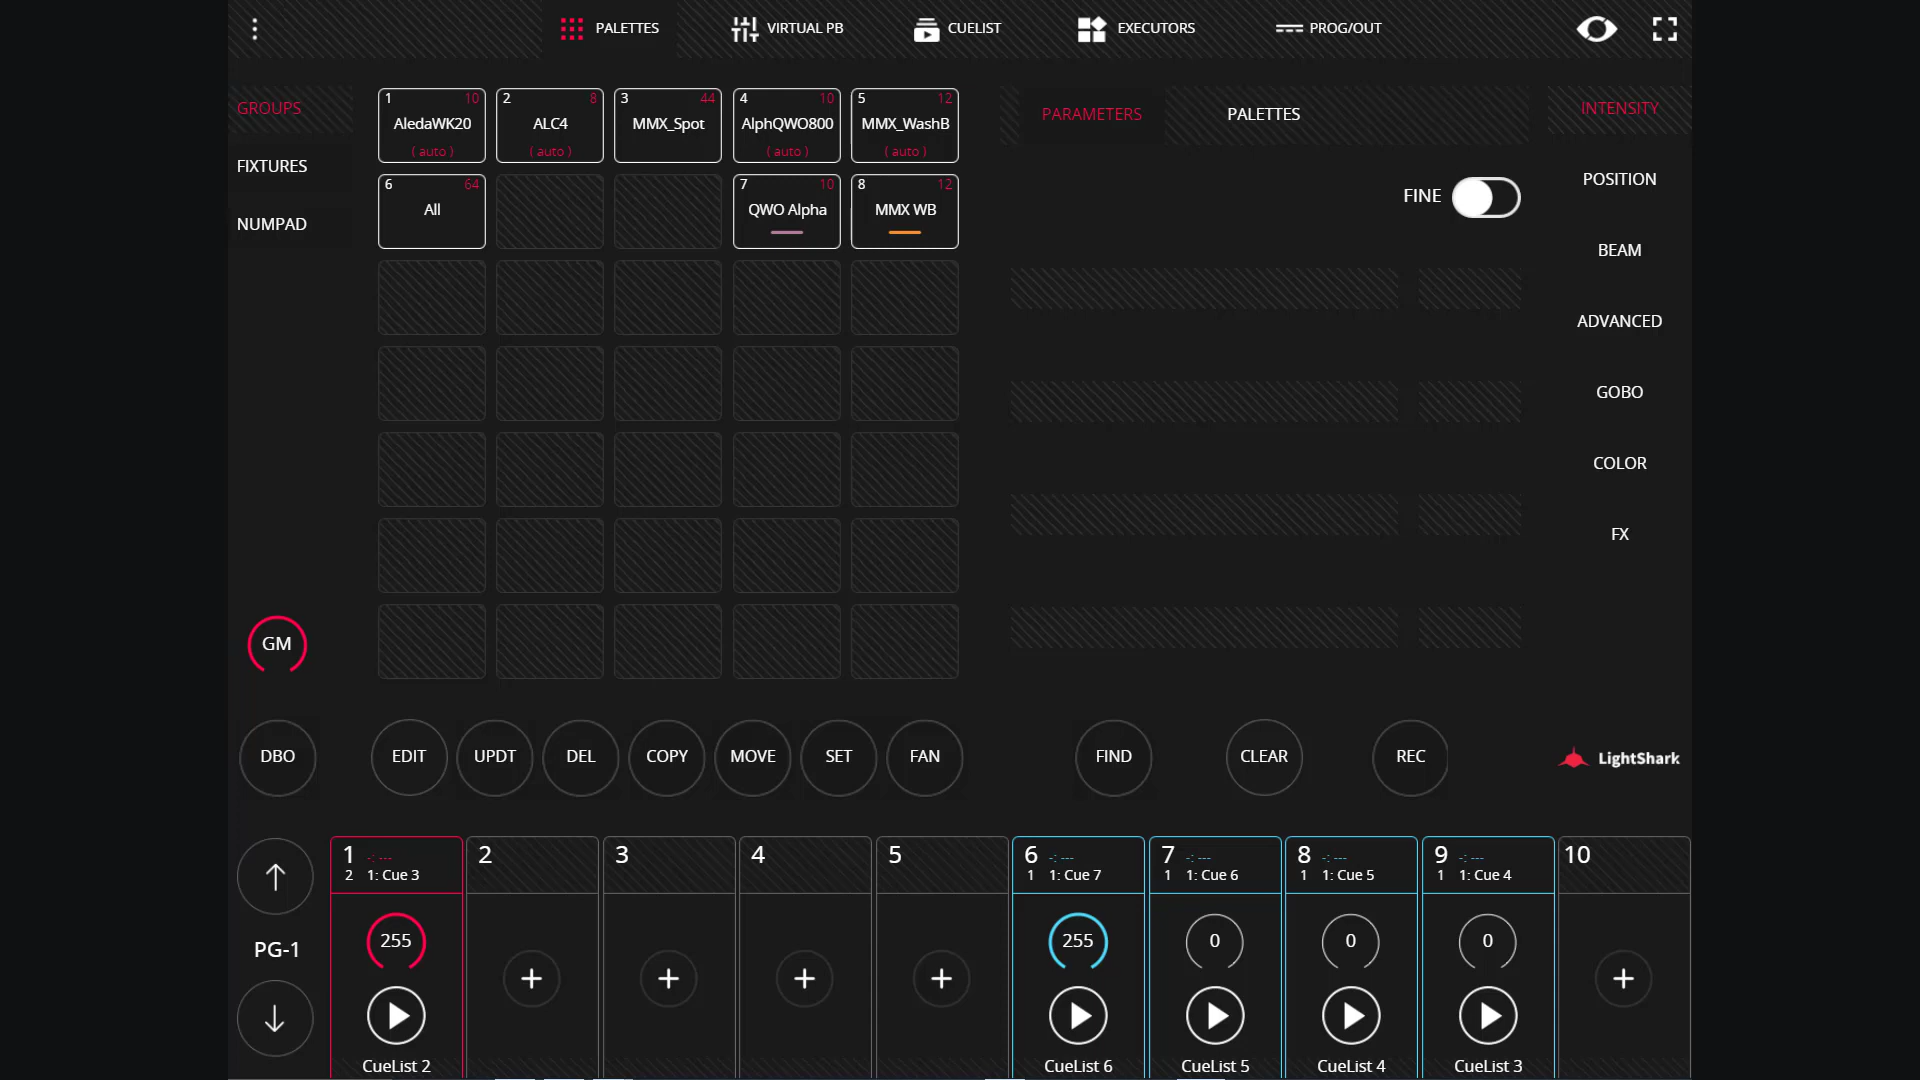 PALETTES
VIRTUAL PB
CUELIST
EXECUTORS
PROG/OUT
GROUPS
FIXTURES
NUMPAD
1 10
AledaWK20
( auto )
2 8
ALC4
( auto )
3 44
MMX_Spot
4 10
AlphQWO800
( auto )
5 12
MMX_WashB
( auto )
6 64
All
7 10
QWO Alpha
8 12
MMX WB
PARAMETERS
PALETTES
FINE
INTENSITY
POSITION
BEAM
ADVANCED
GOBO
COLOR
FX
GM
DBO
EDIT
UPDT
DEL
COPY
MOVE
SET
FAN
FIND
CLEAR
REC
LightShark
PG-1
1 -: ---
2 1: Cue 3
255
CueList 2
2
+
3
+
4
+
5
+
6 -: ---
1 1: Cue 7
255
CueList 6
7 -: ---
1 1: Cue 6
0
CueList 5
8 -: ---
1 1: Cue 5
0
CueList 4
9 -: ---
1 1: Cue 4
0
CueList 3
10
+